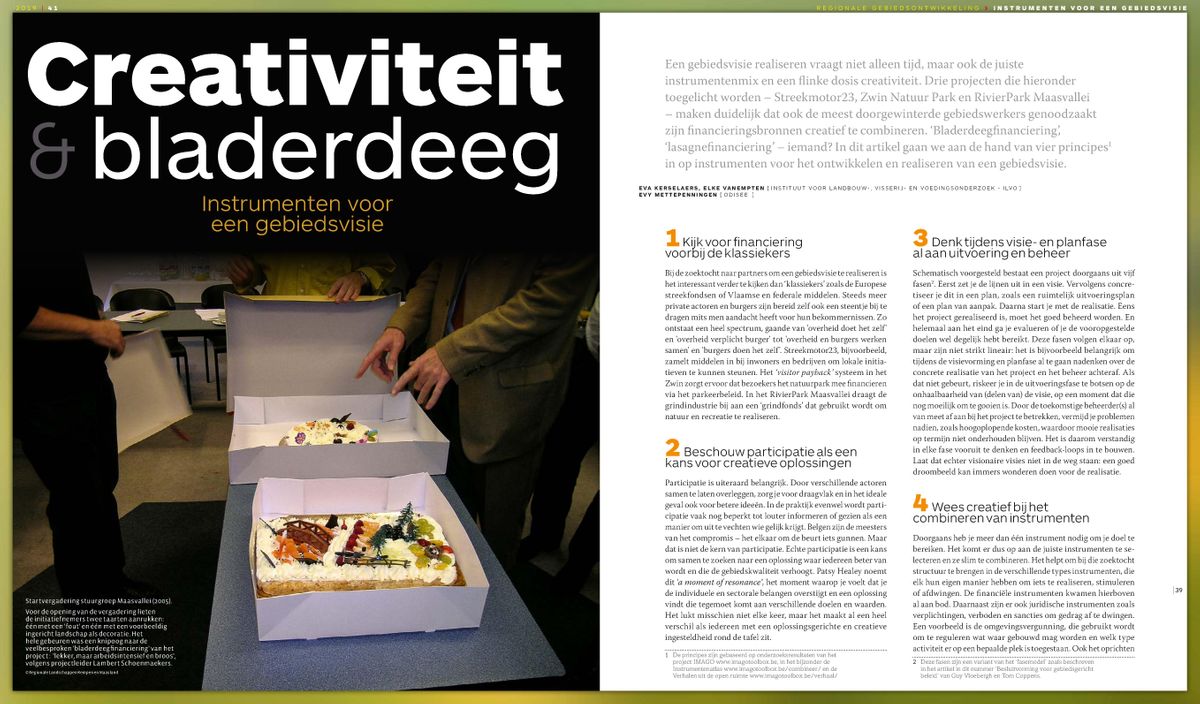 2019 | 41
REGIONALE GEBIEDSONTWIKKELING > INSTRUMENTEN VOOR EEN GEBIEDSVISIE
Creativiteit
& bladerdeeg
Instrumenten voor
een gebiedsvisie
Startvergadering stuurgroep Maasvallei (2005).
Voor de opening van de vergadering lieten
de initiatiefnemers twee taarten aanrukken:
één met een 'fout' en één met een voorbeeldig
ingericht landschap als decoratie. Het
hele gebeuren was een knipoog naar de
veelbesproken 'bladerdeegfinanciering' van het
project: 'lekker, maar arbeidsintensief en broos',
volgens projectleider Lambert Schoenmaekers.
© Regionale Landschappen Kempen en Maasland
Een gebiedsvisie realiseren vraagt niet alleen tijd, maar ook de juiste
instrumentenmix en een flinke dosis creativiteit. Drie projecten die hieronder
toegelicht worden – Streekmotor23, Zwin Natuur Park en RivierPark Maasvallei
– maken duidelijk dat ook de meest doorgewinterde gebiedswerkers genoodzaakt
zijn financieringsbronnen creatief te combineren. 'Bladerdeegfinanciering',
'lasagnefinanciering' – iemand? In dit artikel gaan we aan de hand van vier principes¹
in op instrumenten voor het ontwikkelen en realiseren van een gebiedsvisie.
EVA KERSELAERS, ELKE VANEMPTEN [ INSTITUUT VOOR LANDBOUW-, VISSERIJ- EN VOEDINGSONDERZOEK - ILVO ]
EVY METTEPENNINGEN [ ODISEE ]
1 Kijk voor financiering
voorbij de klassiekers
Bij de zoektocht naar partners om een gebiedsvisie te realiseren is
het interessant verder te kijken dan 'klassiekers' zoals de Europese
streekfondsen of Vlaamse en federale middelen. Steeds meer
private actoren en burgers zijn bereid zelf ook een steentje bij te
dragen mits men aandacht heeft voor hun bekommernissen. Zo
ontstaat een heel spectrum, gaande van 'overheid doet het zelf'
en 'overheid verplicht burger' tot 'overheid en burgers werken
samen' en 'burgers doen het zelf'. Streekmotor23, bijvoorbeeld,
zamelt middelen in bij inwoners en bedrijven om lokale initia-
tieven te kunnen steunen. Het 'visitor payback' systeem in het
Zwin zorgt ervoor dat bezoekers het natuurpark mee financieren
via het parkeerbeleid. In het RivierPark Maasvallei draagt de
grindindustrie bij aan een 'grindfonds' dat gebruikt wordt om
natuur en recreatie te realiseren.
2 Beschouw participatie als een
kans voor creatieve oplossingen
Participatie is uiteraard belangrijk. Door verschillende actoren
samen te laten overleggen, zorg je voor draagvlak en in het ideale
geval ook voor betere ideeën. In de praktijk evenwel wordt parti-
cipatie vaak nog beperkt tot louter informeren of gezien als een
manier om uit te vechten wie gelijk krijgt. Belgen zijn de meesters
van het compromis – het elkaar om de beurt iets gunnen. Maar
dat is niet de kern van participatie. Echte participatie is een kans
om samen te zoeken naar een oplossing waar iedereen beter van
wordt en die de gebiedskwaliteit verhoogt. Patsy Healey noemt
dit 'a moment of resonance', het moment waarop je voelt dat je
de individuele en sectorale belangen overstijgt en een oplossing
vindt die tegemoet komt aan verschillende doelen en waarden.
Het lukt misschien niet elke keer, maar het maakt al een heel
verschil als iedereen met een oplossingsgerichte en creatieve
ingesteldheid rond de tafel zit.
1 De principes zijn gebaseerd op onderzoeksresultaten van het
project IMAGO www.imagotoolbox.be, in het bijzonder de
Instrumentenatlas www.imagotoolbox.be/combineer/ en de
Verhalen uit de open ruimte www.imagotoolbox.be/verhaal/
3 Denk tijdens visie- en planfase
al aan uitvoering en beheer
Schematisch voorgesteld bestaat een project doorgaans uit vijf
fasen². Eerst zet je de lijnen uit in een visie. Vervolgens concre-
tiseer je dit in een plan, zoals een ruimtelijk uitvoeringsplan
of een plan van aanpak. Daarna start je met de realisatie. Eens
het project gerealiseerd is, moet het goed beheerd worden. En
helemaal aan het eind ga je evalueren of je de vooropgestelde
doelen wel degelijk hebt bereikt. Deze fasen volgen elkaar op,
maar zijn niet strikt lineair: het is bijvoorbeeld belangrijk om
tijdens de visievorming en planfase al te gaan nadenken over de
concrete realisatie van het project en het beheer achteraf. Als
dat niet gebeurt, riskeer je in de uitvoeringsfase te botsen op de
onhaalbaarheid van (delen van) de visie, op een moment dat die
nog moeilijk om te gooien is. Door de toekomstige beheerder(s) al
van meet af aan bij het project te betrekken, vermijd je problemen
nadien, zoals hoogoplopende kosten, waardoor mooie realisaties
op termijn niet onderhouden blijven. Het is daarom verstandig
in elke fase vooruit te denken en feedback-loops in te bouwen.
Laat dat echter visionaire visies niet in de weg staan: een goed
droombeeld kan immers wonderen doen voor de realisatie.
4 Wees creatief bij het
combineren van instrumenten
Doorgaans heb je meer dan één instrument nodig om je doel te
bereiken. Het komt er dus op aan de juiste instrumenten te se-
lecteren en ze slim te combineren. Het helpt om bij die zoektocht
structuur te brengen in de verschillende types instrumenten, die
elk hun eigen manier hebben om iets te realiseren, stimuleren
of afdwingen. De financiële instrumenten kwamen hierboven
al aan bod. Daarnaast zijn er ook juridische instrumenten zoals
verplichtingen, verboden en sancties om gedrag af te dwingen.
Een voorbeeld is de omgevingsvergunning, die gebruikt wordt
om te reguleren wat waar gebouwd mag worden en welk type
activiteit er op een bepaalde plek is toegestaan. Ook het oprichten
2 Deze fasen zijn een variant van het 'fasemodel' zoals beschreven
in het artikel in dit nummer 'Besluitvorming voor gebiedsgericht
beleid' van Guy Vloebergh en Tom Coppens.
|39